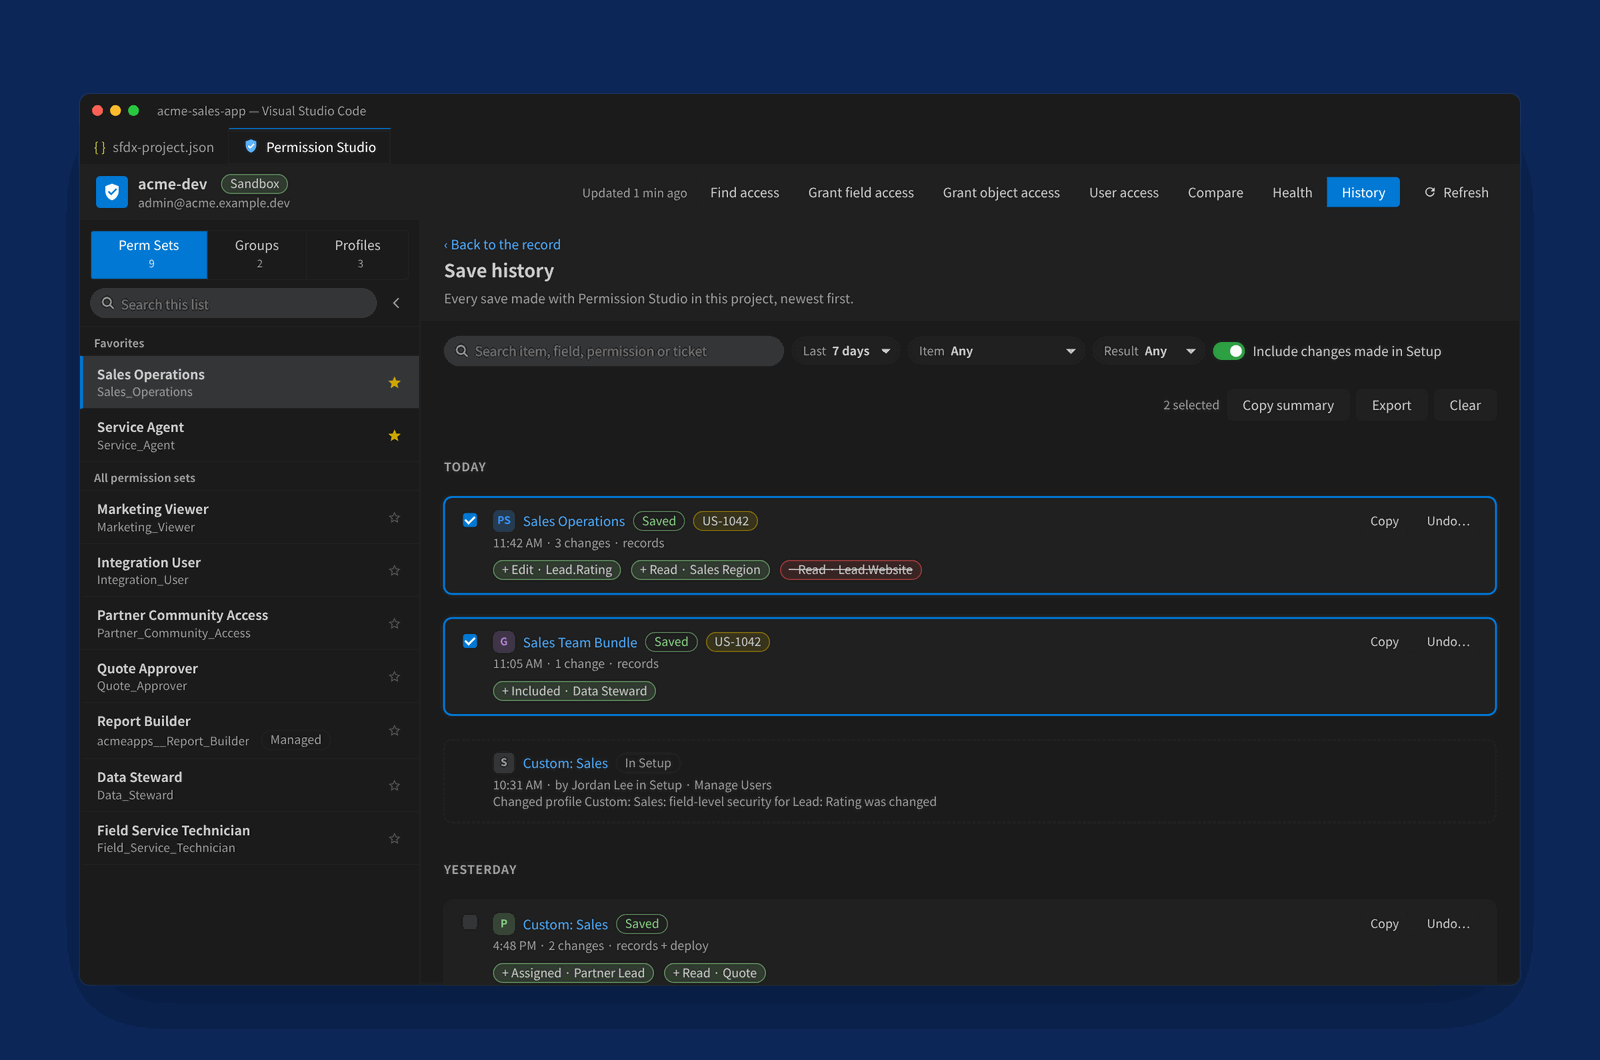 acme-sales-app — Visual Studio Code
{ } sfdx-project.json
Permission Studio
acme-dev Sandbox
admin@acme.example.dev
Updated 1 min ago
Find access
Grant field access
Grant object access
User access
Compare
Health
History
Refresh
Perm Sets
9
Groups
2
Profiles
3
Search this list
Favorites
Sales Operations
Sales_Operations
Service Agent
Service_Agent
All permission sets
Marketing Viewer
Marketing_Viewer
Integration User
Integration_User
Partner Community Access
Partner_Community_Access
Quote Approver
Quote_Approver
Report Builder
acmeapps__Report_Builder Managed
Data Steward
Data_Steward
Field Service Technician
Field_Service_Technician
‹ Back to the record
Save history
Every save made with Permission Studio in this project, newest first.
Search item, field, permission or ticket
Last 7 days
Item Any
Result Any
Include changes made in Setup
2 selected
Copy summary
Export
Clear
TODAY
PS Sales Operations Saved US-1042 Copy Undo…
11:42 AM · 3 changes · records
+ Edit · Lead.Rating + Read · Sales Region − Read · Lead.Website
G Sales Team Bundle Saved US-1042 Copy Undo…
11:05 AM · 1 change · records
+ Included · Data Steward
S Custom: Sales In Setup
10:31 AM · by Jordan Lee in Setup · Manage Users
Changed profile Custom: Sales: field-level security for Lead: Rating was changed
YESTERDAY
P Custom: Sales Saved Copy Undo…
4:48 PM · 2 changes · records + deploy
+ Assigned · Partner Lead + Read · Quote